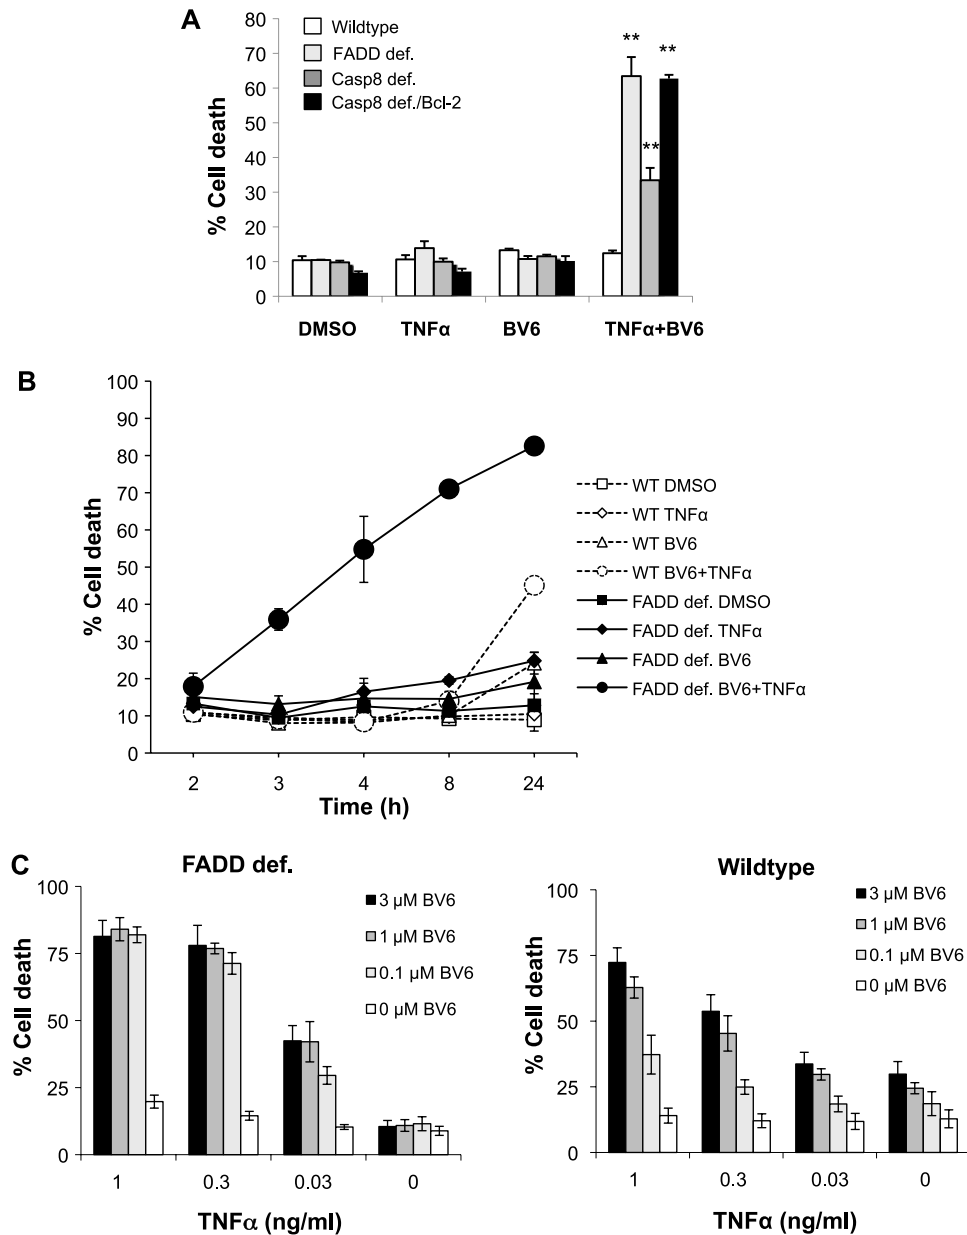 A
Wildtype
FADD def.
Casp8 def.
Casp8 def./Bcl-2
% Cell death
80
70
60
50
40
30
20
10
0
**
**
**
DMSO TNFα BV6 TNFα+BV6
B
% Cell death
100
90
80
70
60
50
40
30
20
10
0
2 3 4 8 24
Time (h)
WT DMSO
WT TNFα
WT BV6
WT BV6+TNFα
FADD def. DMSO
FADD def. TNFα
FADD def. BV6
FADD def. BV6+TNFα
C
FADD def.
% Cell death
100
75
50
25
0
3 µM BV6
1 µM BV6
0.1 µM BV6
0 µM BV6
1 0.3 0.03 0
TNFα (ng/ml)
Wildtype
% Cell death
100
75
50
25
0
3 µM BV6
1 µM BV6
0.1 µM BV6
0 µM BV6
1 0.3 0.03 0
TNFα (ng/ml)